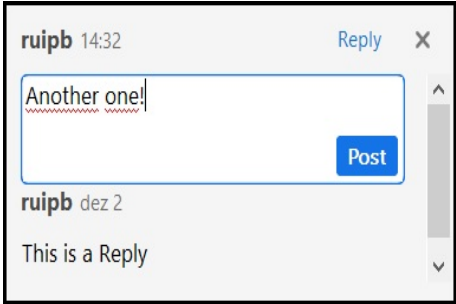 ruipb 14:32 Reply
Another one!
Post
ruipb dez 2
This is a Reply